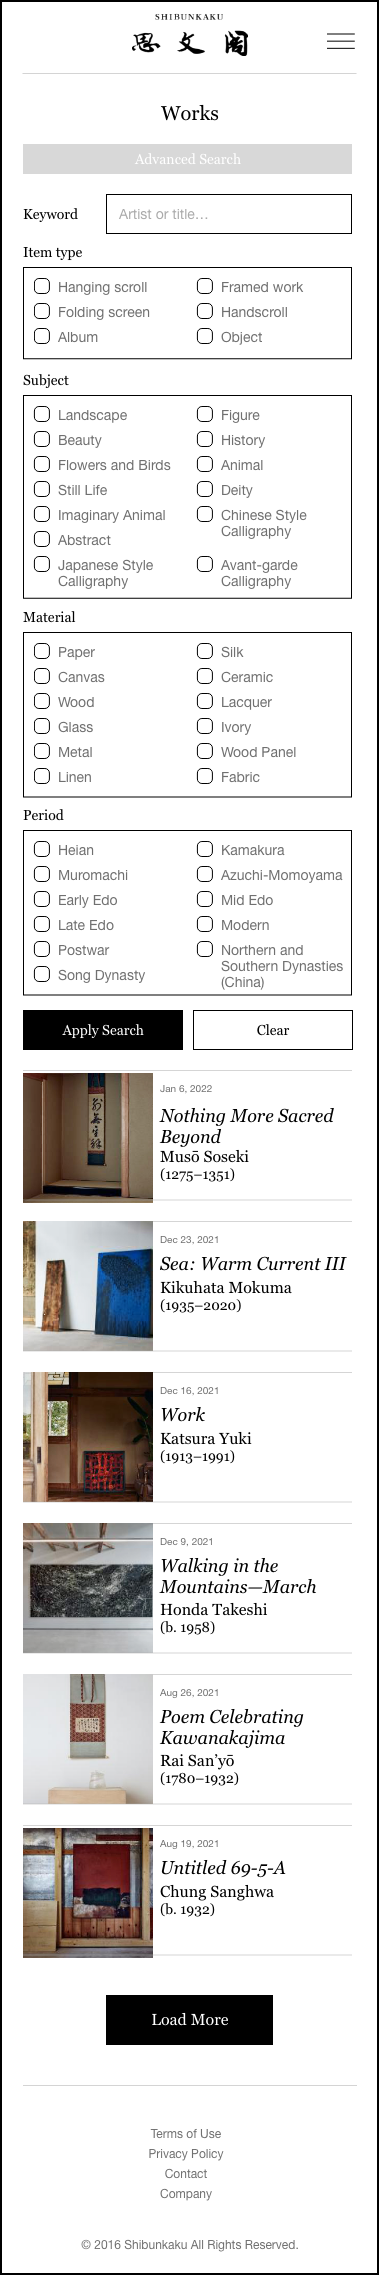 SHIBUNKAKU
思文閣
Works
Advanced Search
Keyword
Artist or title...
Item type
Hanging scroll
Framed work
Folding screen
Handscroll
Album
Object
Subject
Landscape
Figure
Beauty
History
Flowers and Birds
Animal
Still Life
Deity
Imaginary Animal
Chinese Style
Calligraphy
Abstract
Japanese Style
Calligraphy
Avant-garde
Calligraphy
Material
Paper
Silk
Canvas
Ceramic
Wood
Lacquer
Glass
Ivory
Metal
Wood Panel
Linen
Fabric
Period
Heian
Kamakura
Muromachi
Azuchi-Momoyama
Early Edo
Mid Edo
Late Edo
Modern
Postwar
Northern and
Southern Dynasties
(China)
Song Dynasty
Apply Search
Clear
Jan 6, 2022
Nothing More Sacred
Beyond
Musō Soseki
(1275–1351)
Dec 23, 2021
Sea: Warm Current III
Kikuhata Mokuma
(1935–2020)
Dec 16, 2021
Work
Katsura Yuki
(1913–1991)
Dec 9, 2021
Walking in the
Mountains—March
Honda Takeshi
(b. 1958)
Aug 26, 2021
Poem Celebrating
Kawanakajima
Rai San’yō
(1780–1932)
Aug 19, 2021
Untitled 69-5-A
Chung Sanghwa
(b. 1932)
Load More
Terms of Use
Privacy Policy
Contact
Company
© 2016 Shibunkaku All Rights Reserved.